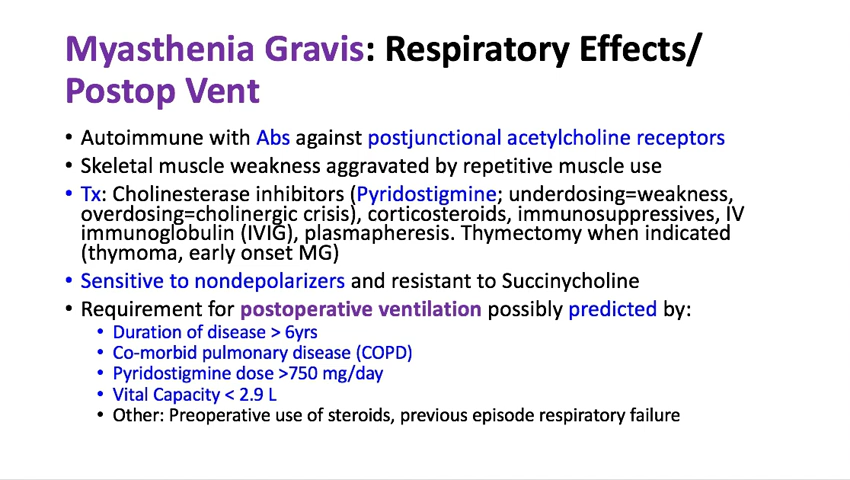 Myasthenia Gravis: Respiratory Effects/
Postop Vent
• Autoimmune with Abs against postjunctional acetylcholine receptors
• Skeletal muscle weakness aggravated by repetitive muscle use
• Tx: Cholinesterase inhibitors (Pyridostigmine; underdosing=weakness,
overdosing=cholinergic crisis), corticosteroids, immunosuppressives, IV
immunoglobulin (IVIG), plasmapheresis. Thymectomy when indicated
(thymoma, early onset MG)
• Sensitive to nondepolarizers and resistant to Succinycholine
• Requirement for postoperative ventilation possibly predicted by:
• Duration of disease > 6yrs
• Co-morbid pulmonary disease (COPD)
• Pyridostigmine dose >750 mg/day
• Vital Capacity < 2.9 L
• Other: Preoperative use of steroids, previous episode respiratory failure